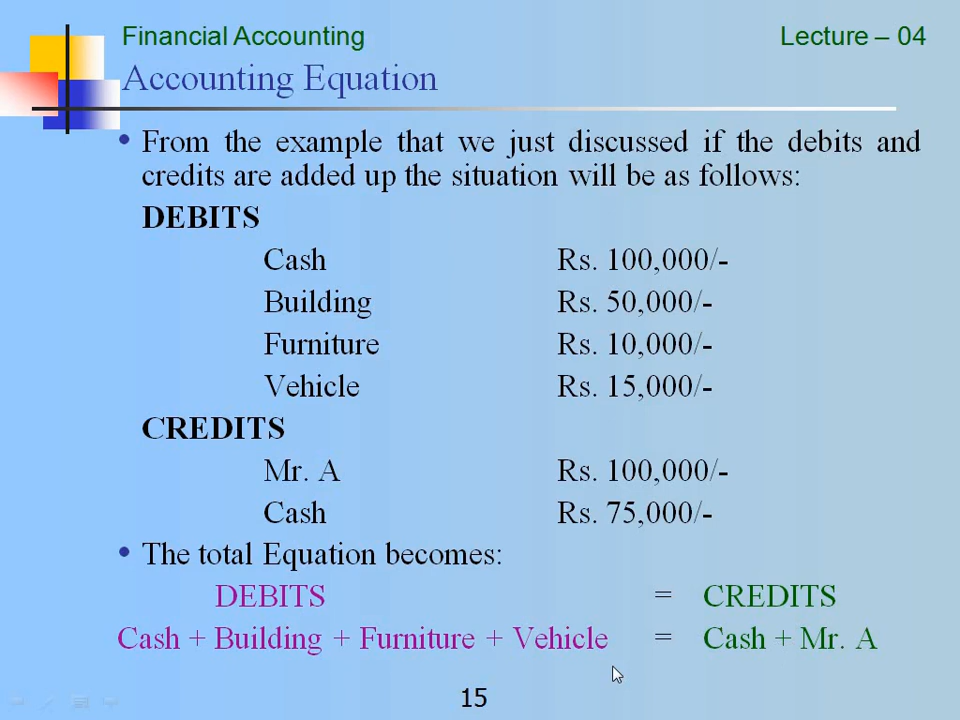 Financial Accounting Lecture – 04
Accounting Equation
• From the example that we just discussed if the debits and
credits are added up the situation will be as follows:
DEBITS
Cash Rs. 100,000/-
Building Rs. 50,000/-
Furniture Rs. 10,000/-
Vehicle Rs. 15,000/-
CREDITS
Mr. A Rs. 100,000/-
Cash Rs. 75,000/-
• The total Equation becomes:
DEBITS = CREDITS
Cash + Building + Furniture + Vehicle = Cash + Mr. A
15